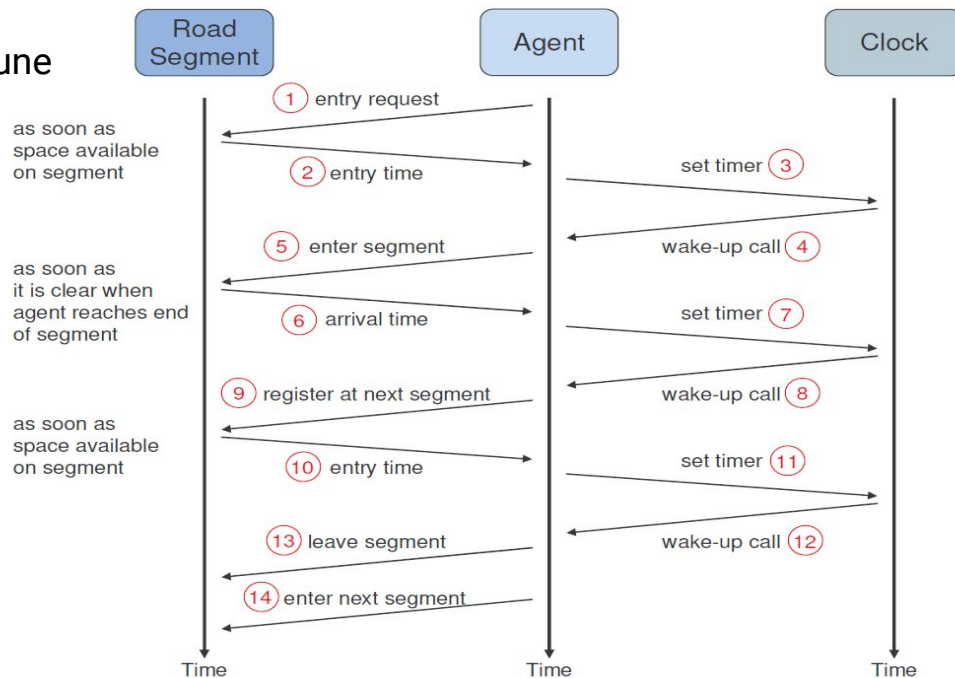 Road
Segment
Agent
Clock
une
1 entry request
as soon as
space available
on segment
2 entry time
set timer 3
wake-up call 4
5 enter segment
as soon as
it is clear when
agent reaches end
of segment
6 arrival time
set timer 7
wake-up call 8
9 register at next segment
as soon as
space available
on segment
10 entry time
set timer 11
wake-up call 12
13 leave segment
14 enter next segment
Time
Time
Time